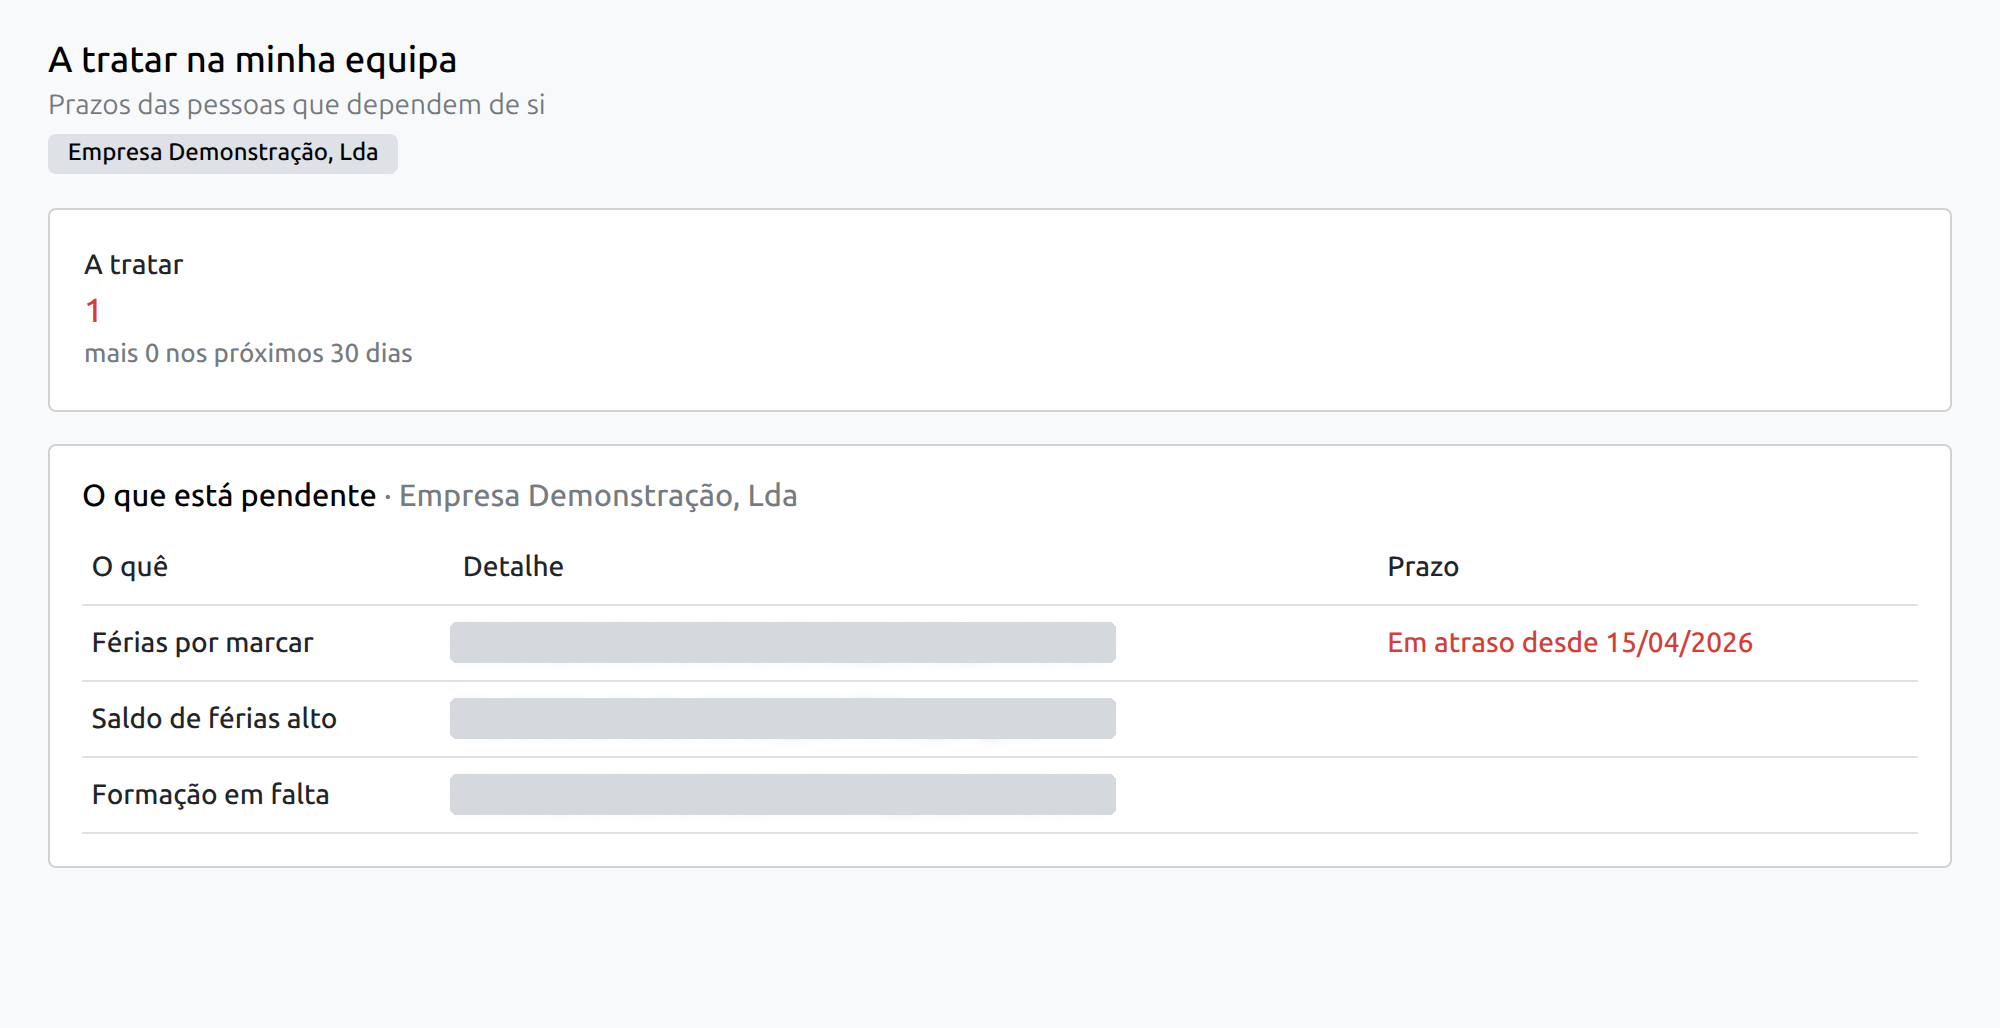 A tratar na minha equipa
Prazos das pessoas que dependem de si
Empresa Demonstração, Lda
A tratar
1
mais 0 nos próximos 30 dias
O que está pendente · Empresa Demonstração, Lda
O quê Detalhe Prazo
Férias por marcar Em atraso desde 15/04/2026
Saldo de férias alto
Formação em falta